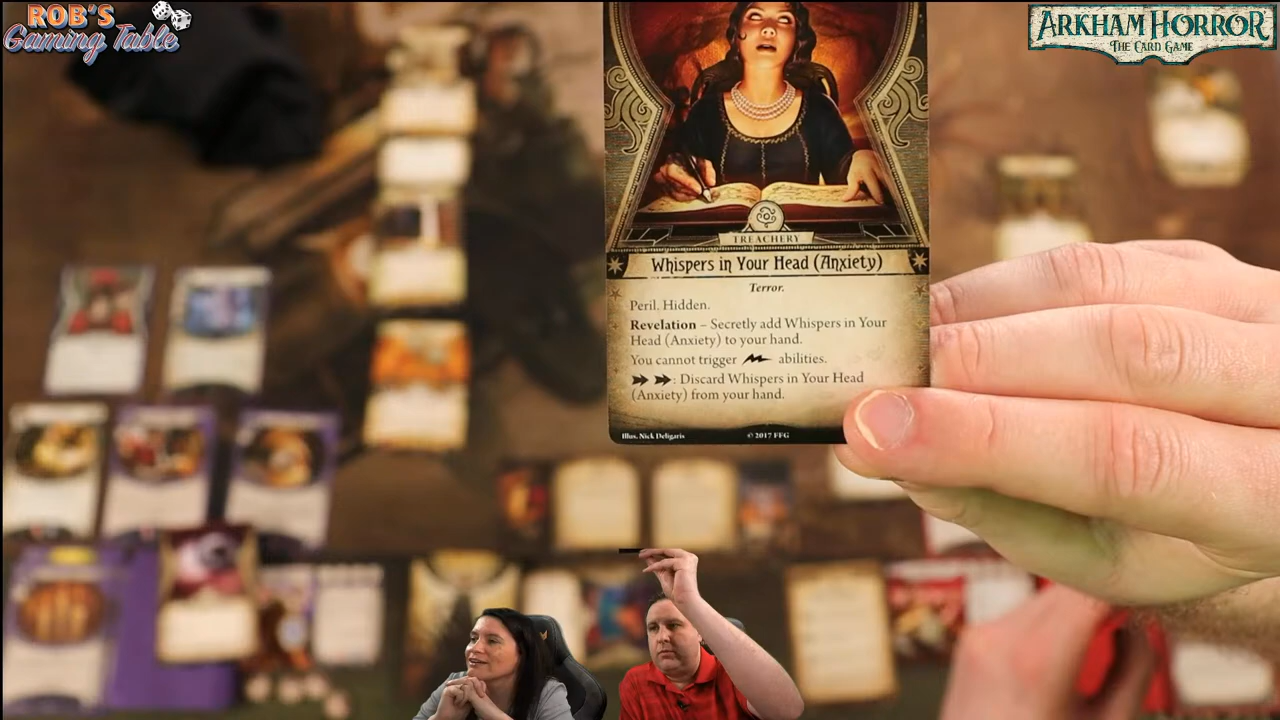 ROB'S
Gaming Table
ARKHAM HORROR
THE CARD GAME
TREACHERY
Whispers in Your Head (Anxiety)
Terror.
Peril. Hidden.
Revelation – Secretly add Whispers in Your
Head (Anxiety) to your hand.
You cannot trigger abilities.
: Discard Whispers in Your Head
(Anxiety) from your hand.
Illus. Nick Deligaris
© 2017 FFG